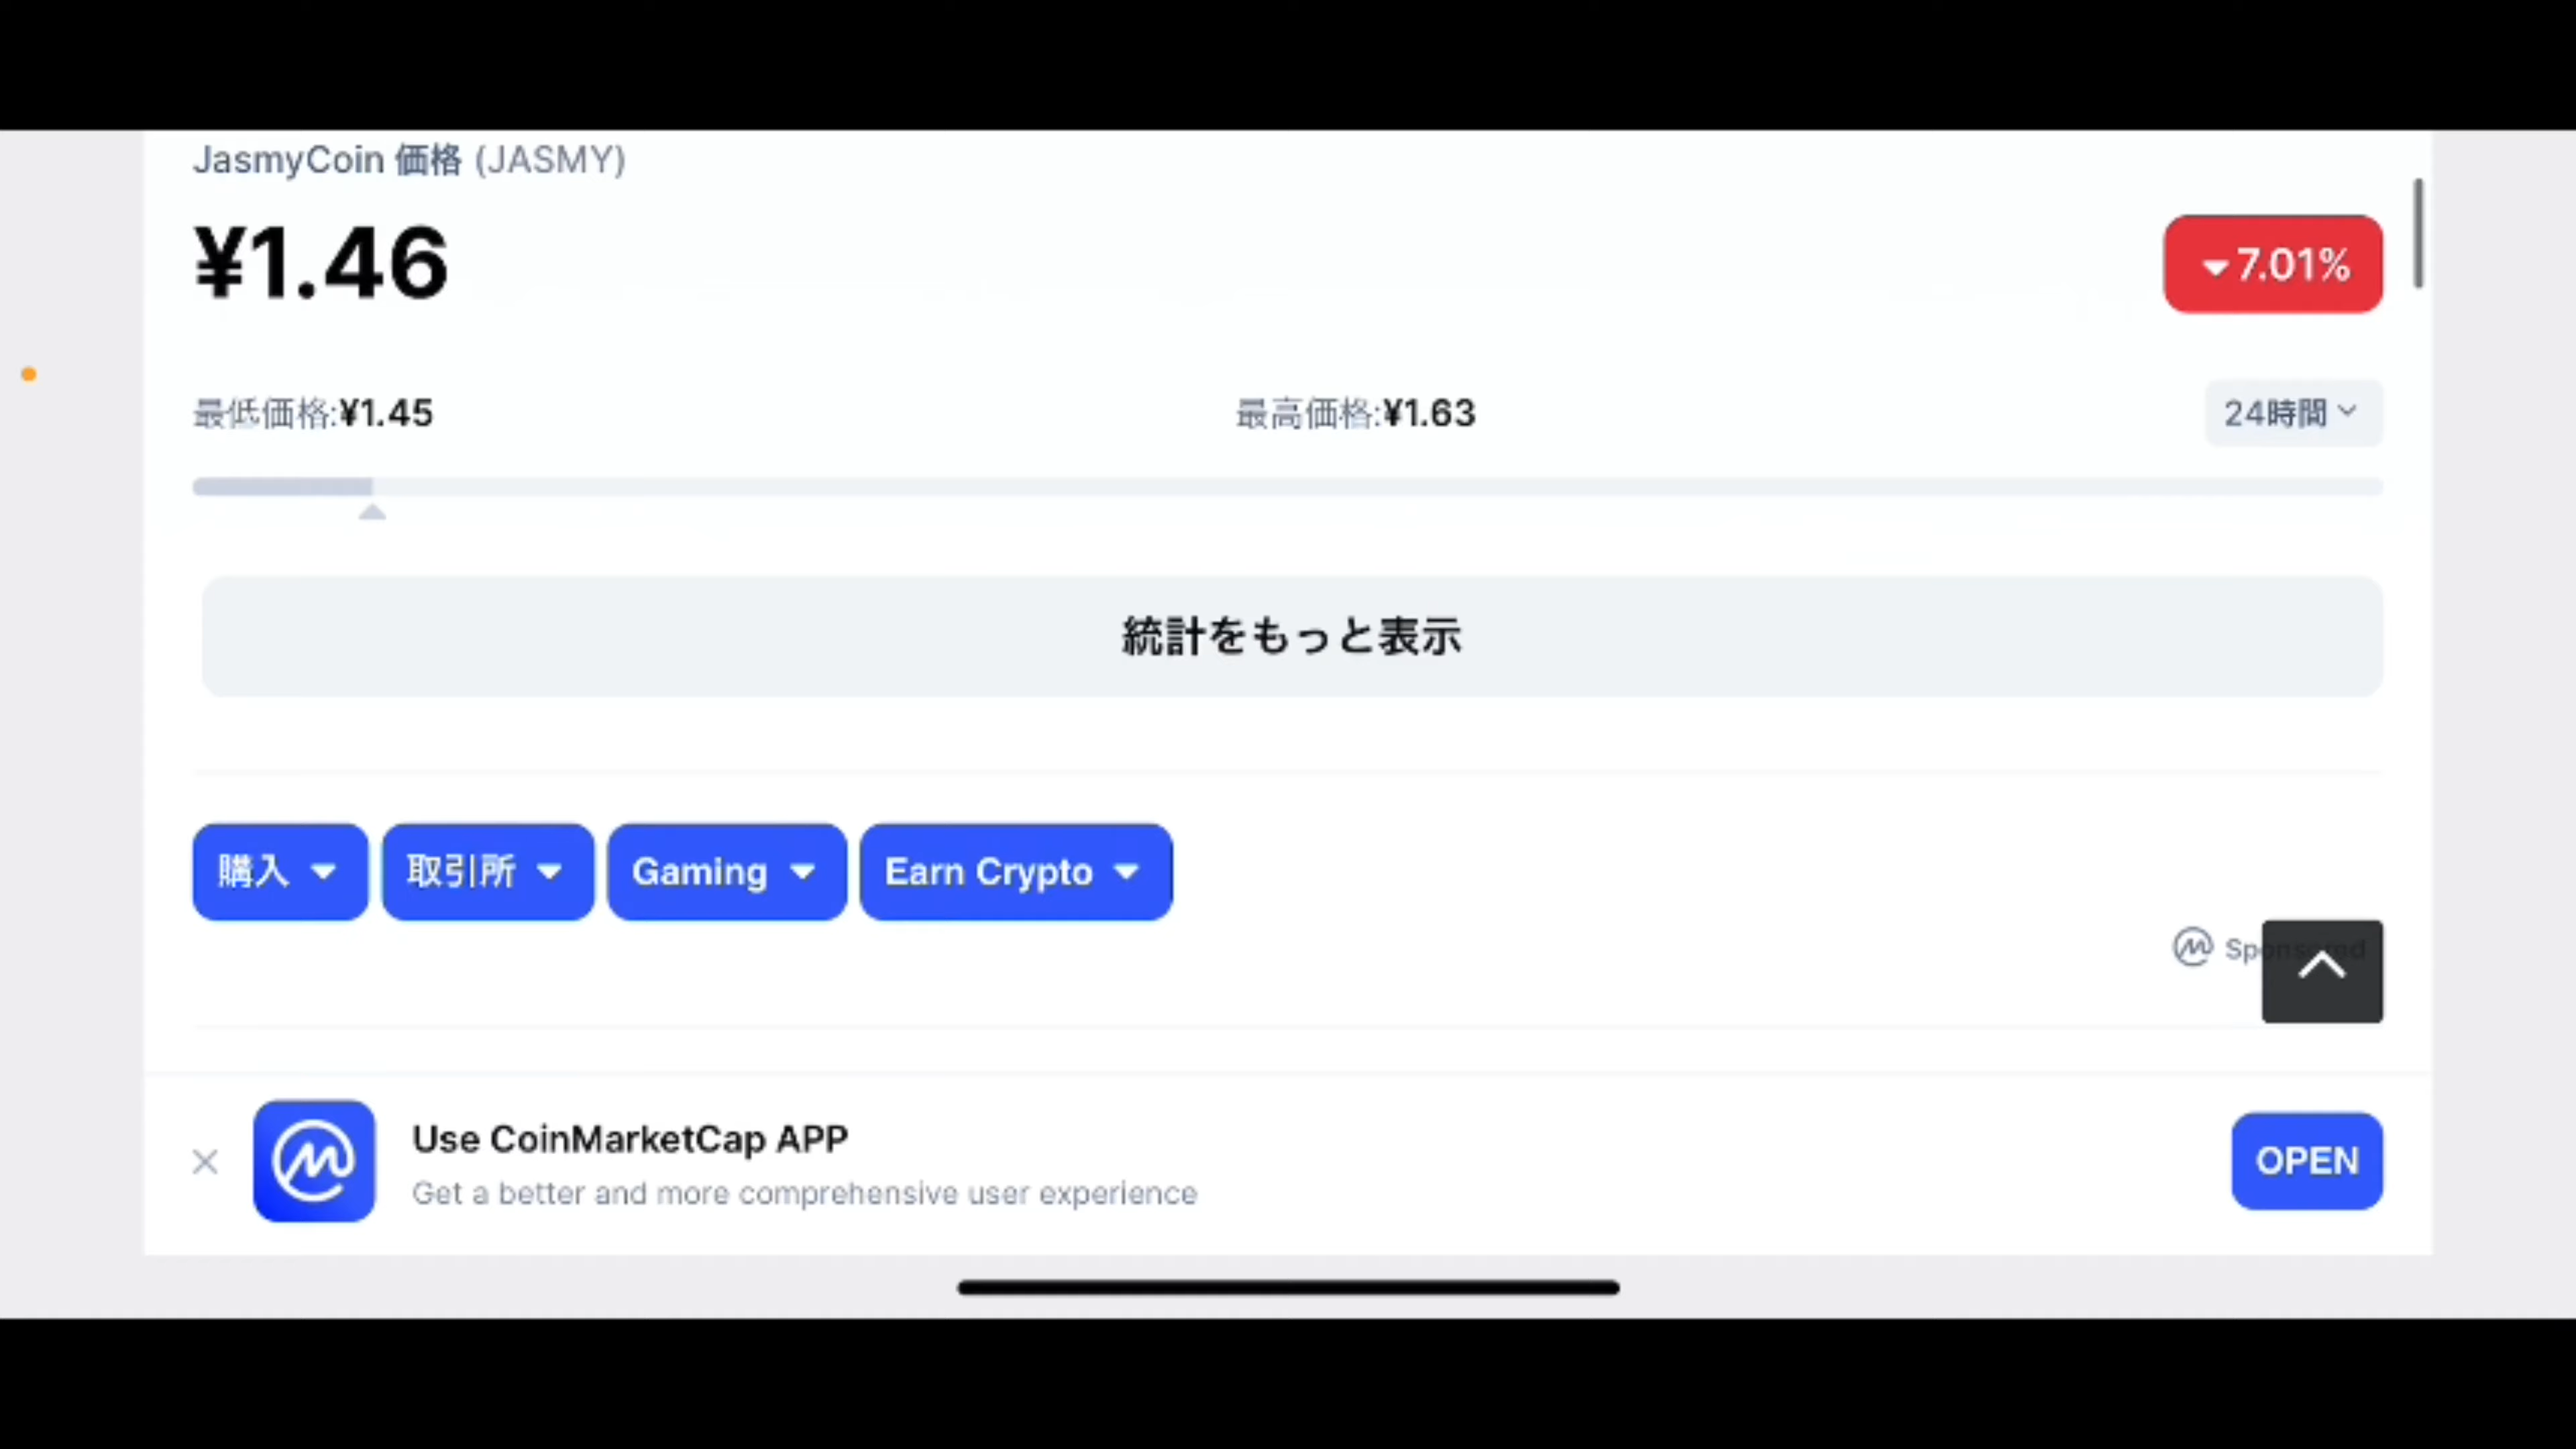 JasmyCoin 価格 (JASMY)
¥1.46
7.01%
最低価格:¥1.45
最高価格:¥1.63
24時間
統計をもっと表示
購入
取引所
Gaming
Earn Crypto
Use CoinMarketCap APP
Get a better and more comprehensive user experience
OPEN